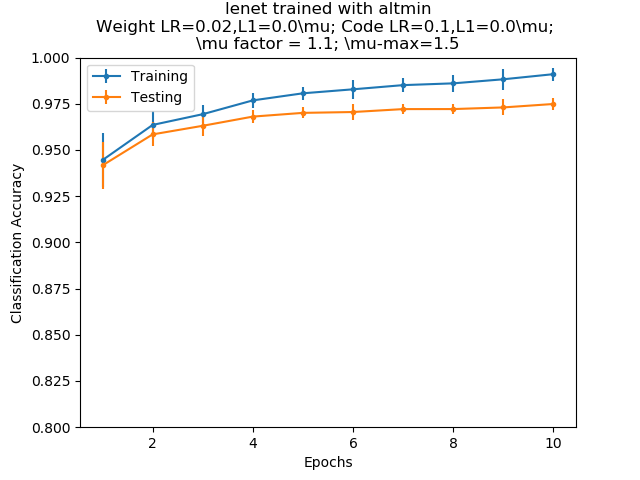 lenet trained with altmin
Weight LR=0.02,L1=0.0\mu; Code LR=0.1,L1=0.0\mu;
\mu factor = 1.1; \mu-max=1.5
Training
Testing
1.000
0.975
0.950
0.925
0.900
0.875
0.850
0.825
0.800
Classification Accuracy
2 4 6 8 10
Epochs